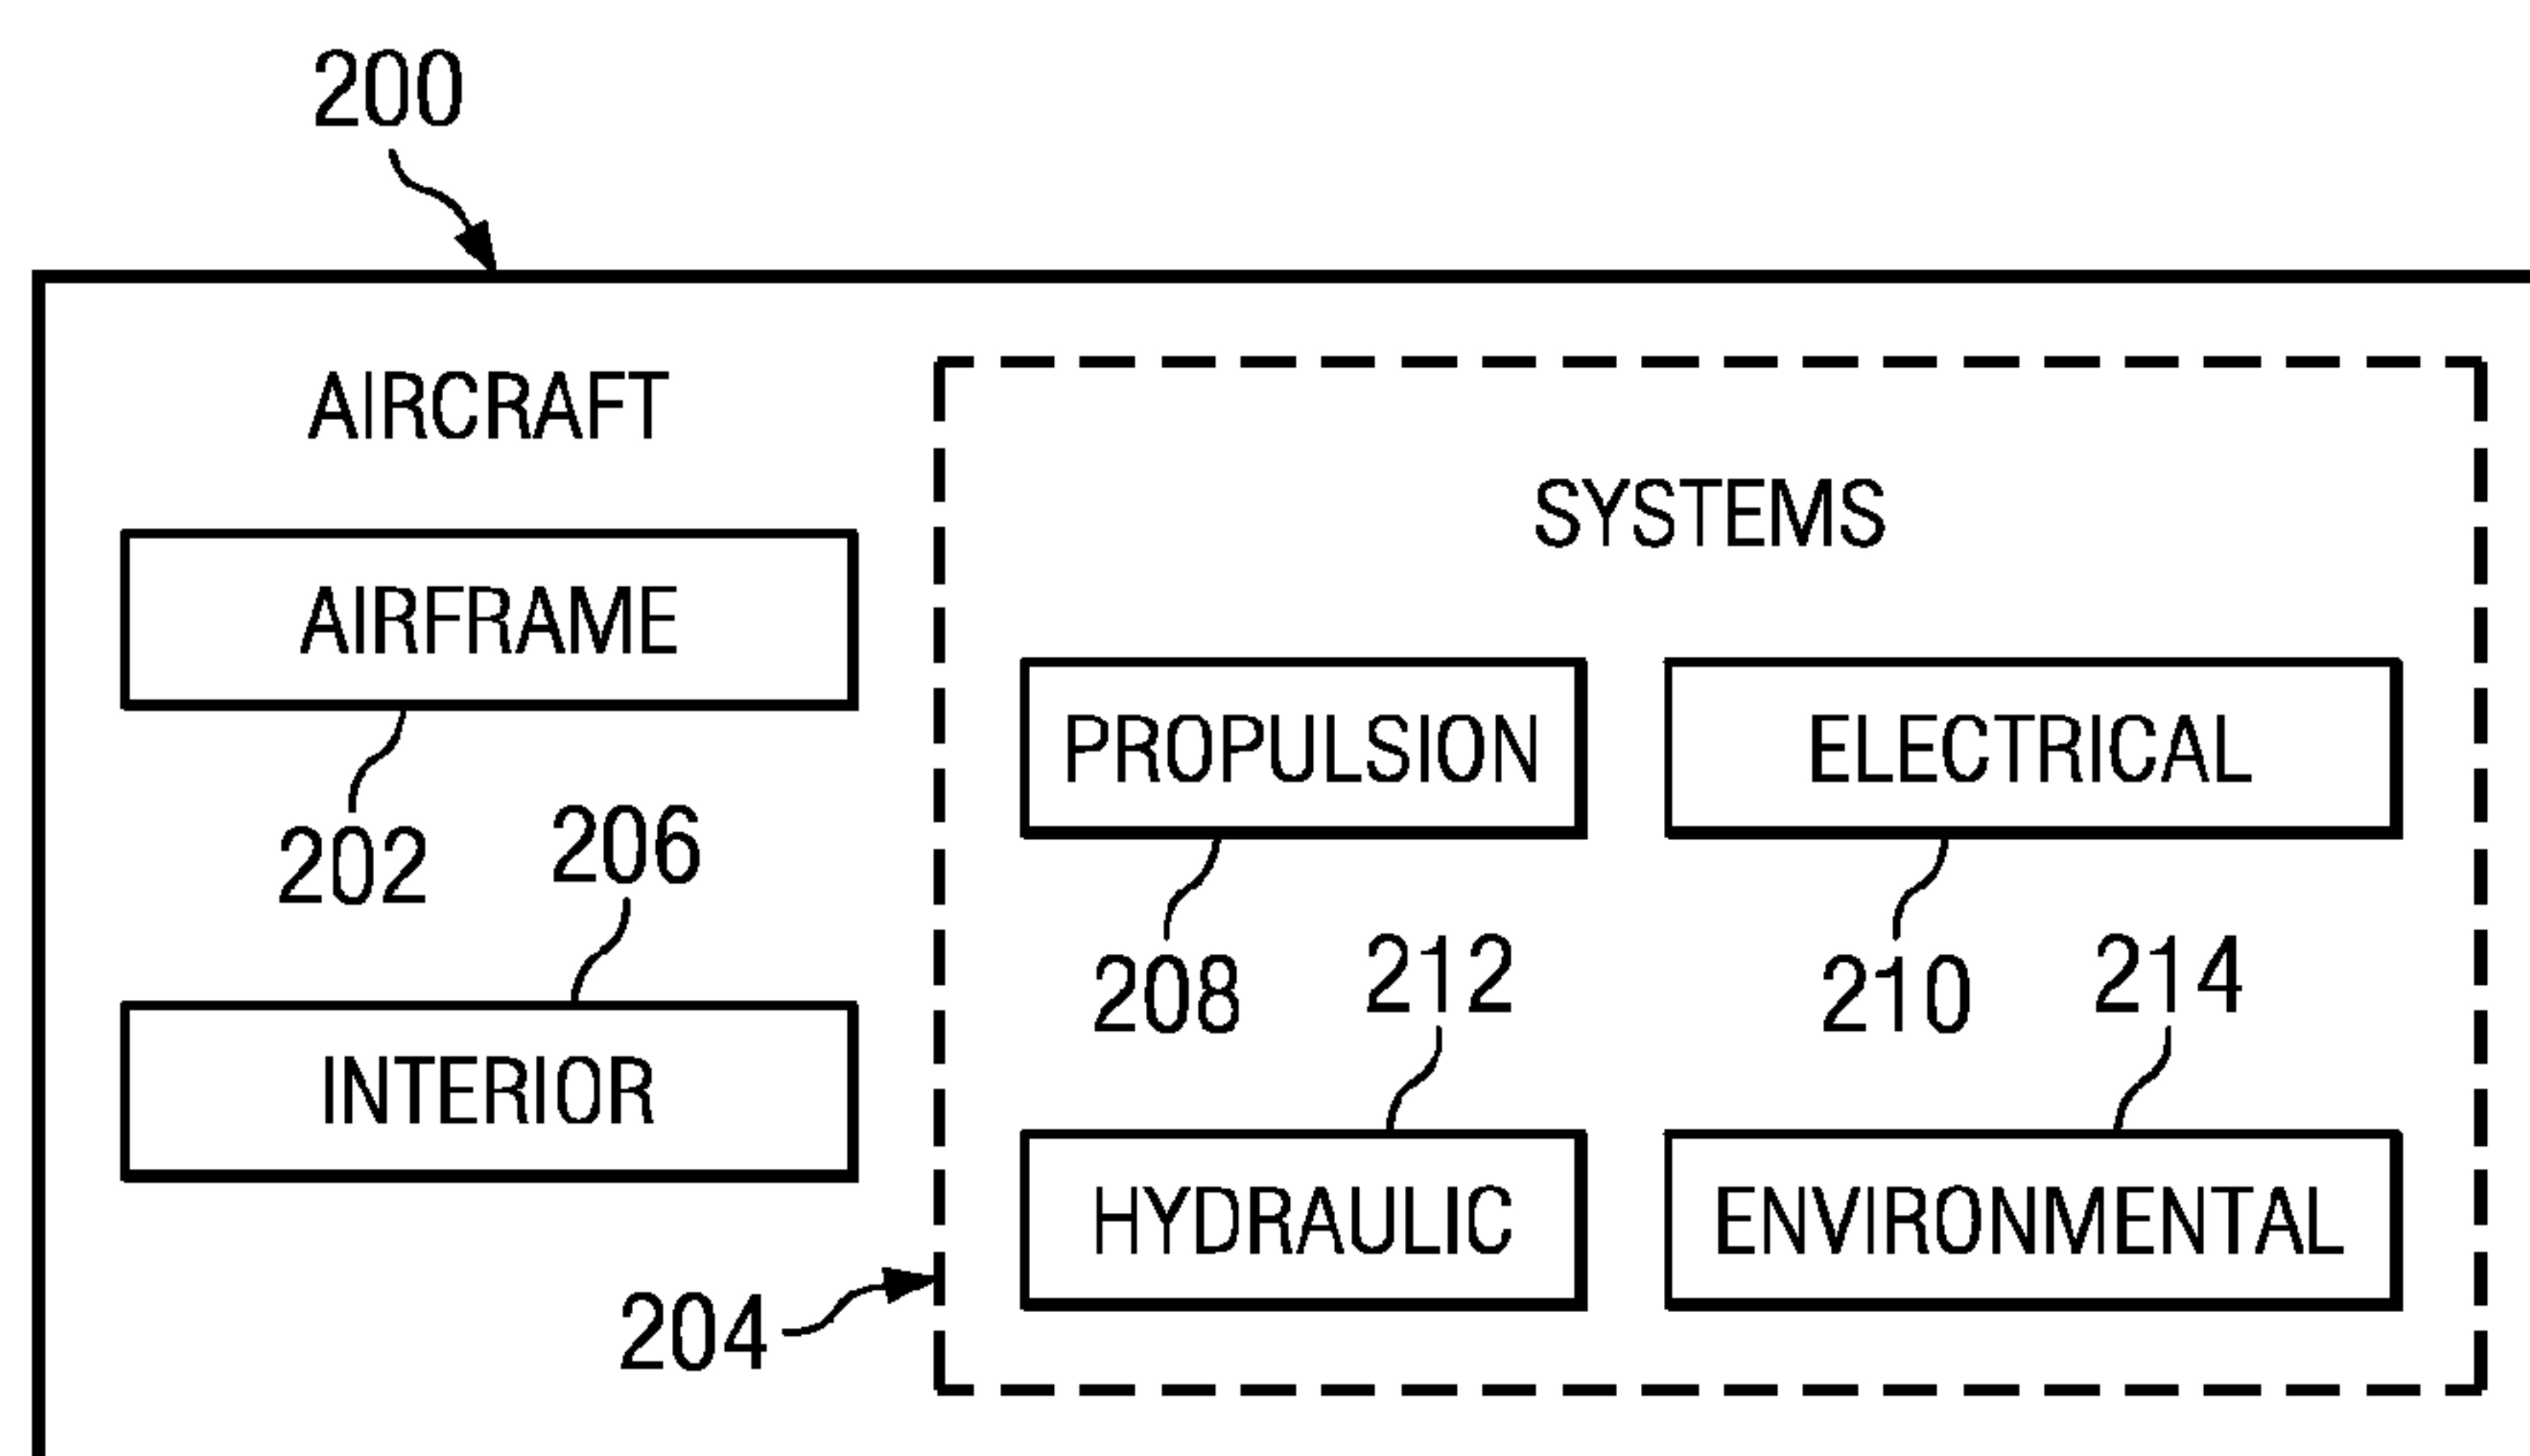 200
AIRCRAFT
AIRFRAME
202
206
INTERIOR
204
SYSTEMS
PROPULSION
ELECTRICAL
208
212
210
214
HYDRAULIC
ENVIRONMENTAL